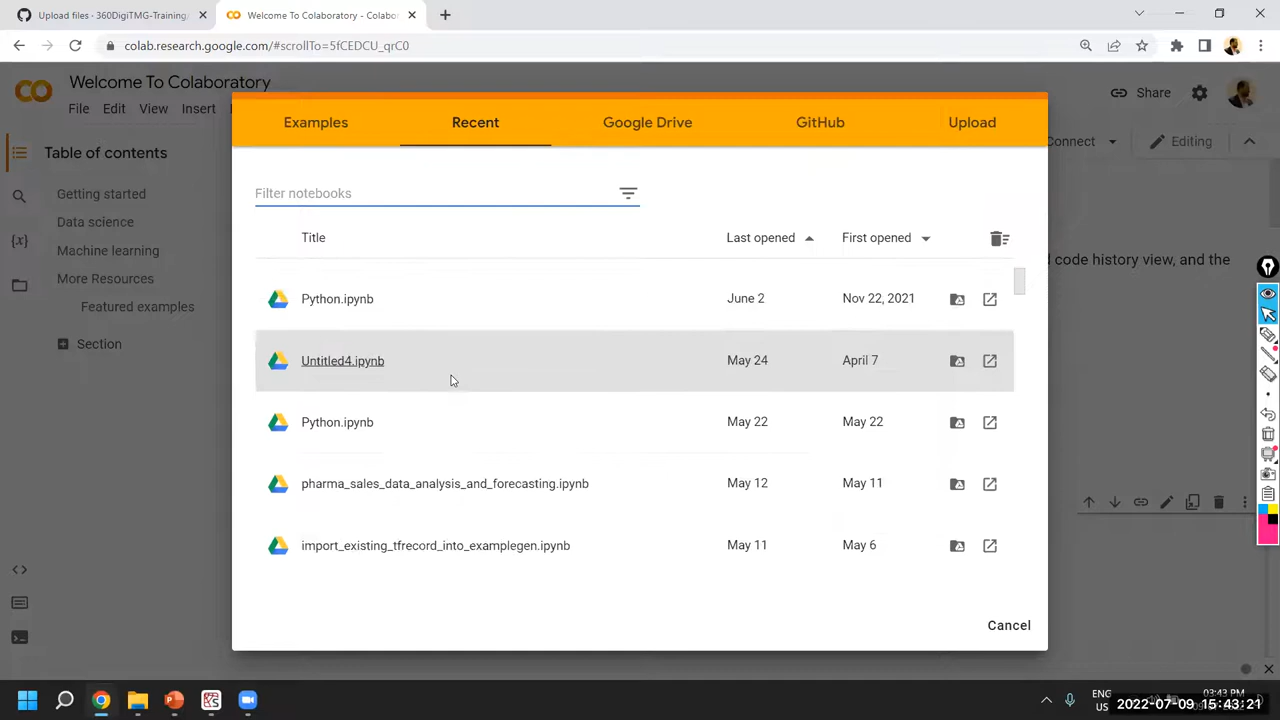 Upload files - 360DigiTMG-Training/
Welcome To Colaboratory - Colabor
colab.research.google.com/#scrollTo=5fCEDCU_qrC0
Welcome To Colaboratory
Share
File Edit View Insert
Examples Recent Google Drive GitHub Upload
Connect Editing
Table of contents
Getting started
Data science
Machine learning
More Resources
Featured examples
Section
Filter notebooks
Title Last opened First opened
d code history view, and the
Python.ipynb June 2 Nov 22, 2021
Untitled4.ipynb May 24 April 7
Python.ipynb May 22 May 22
pharma_sales_data_analysis_and_forecasting.ipynb May 12 May 11
import_existing_tfrecord_into_examplegen.ipynb May 11 May 6
Cancel
ENG
US
03:43 PM
2022-07-09 15:43:21